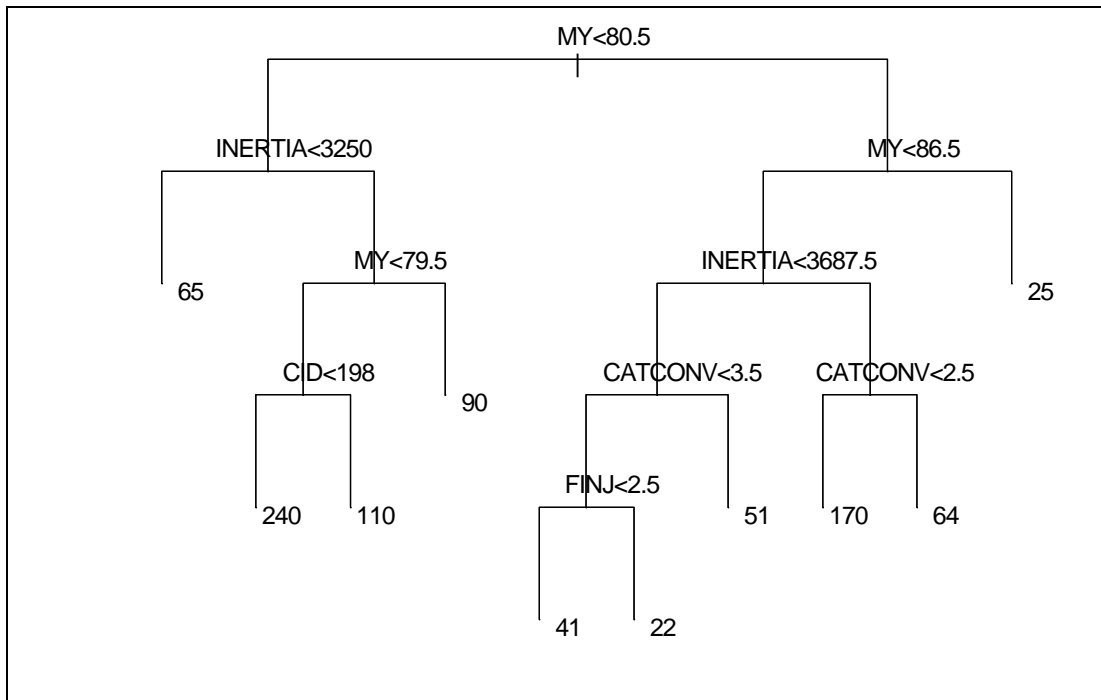 MY<80.5
INERTIA<3250
MY<86.5
65
MY<79.5
INERTIA<3687.5
25
CID<198
90
CATCONV<3.5
CATCONV<2.5
240
110
FINJ<2.5
51
170
64
41
22